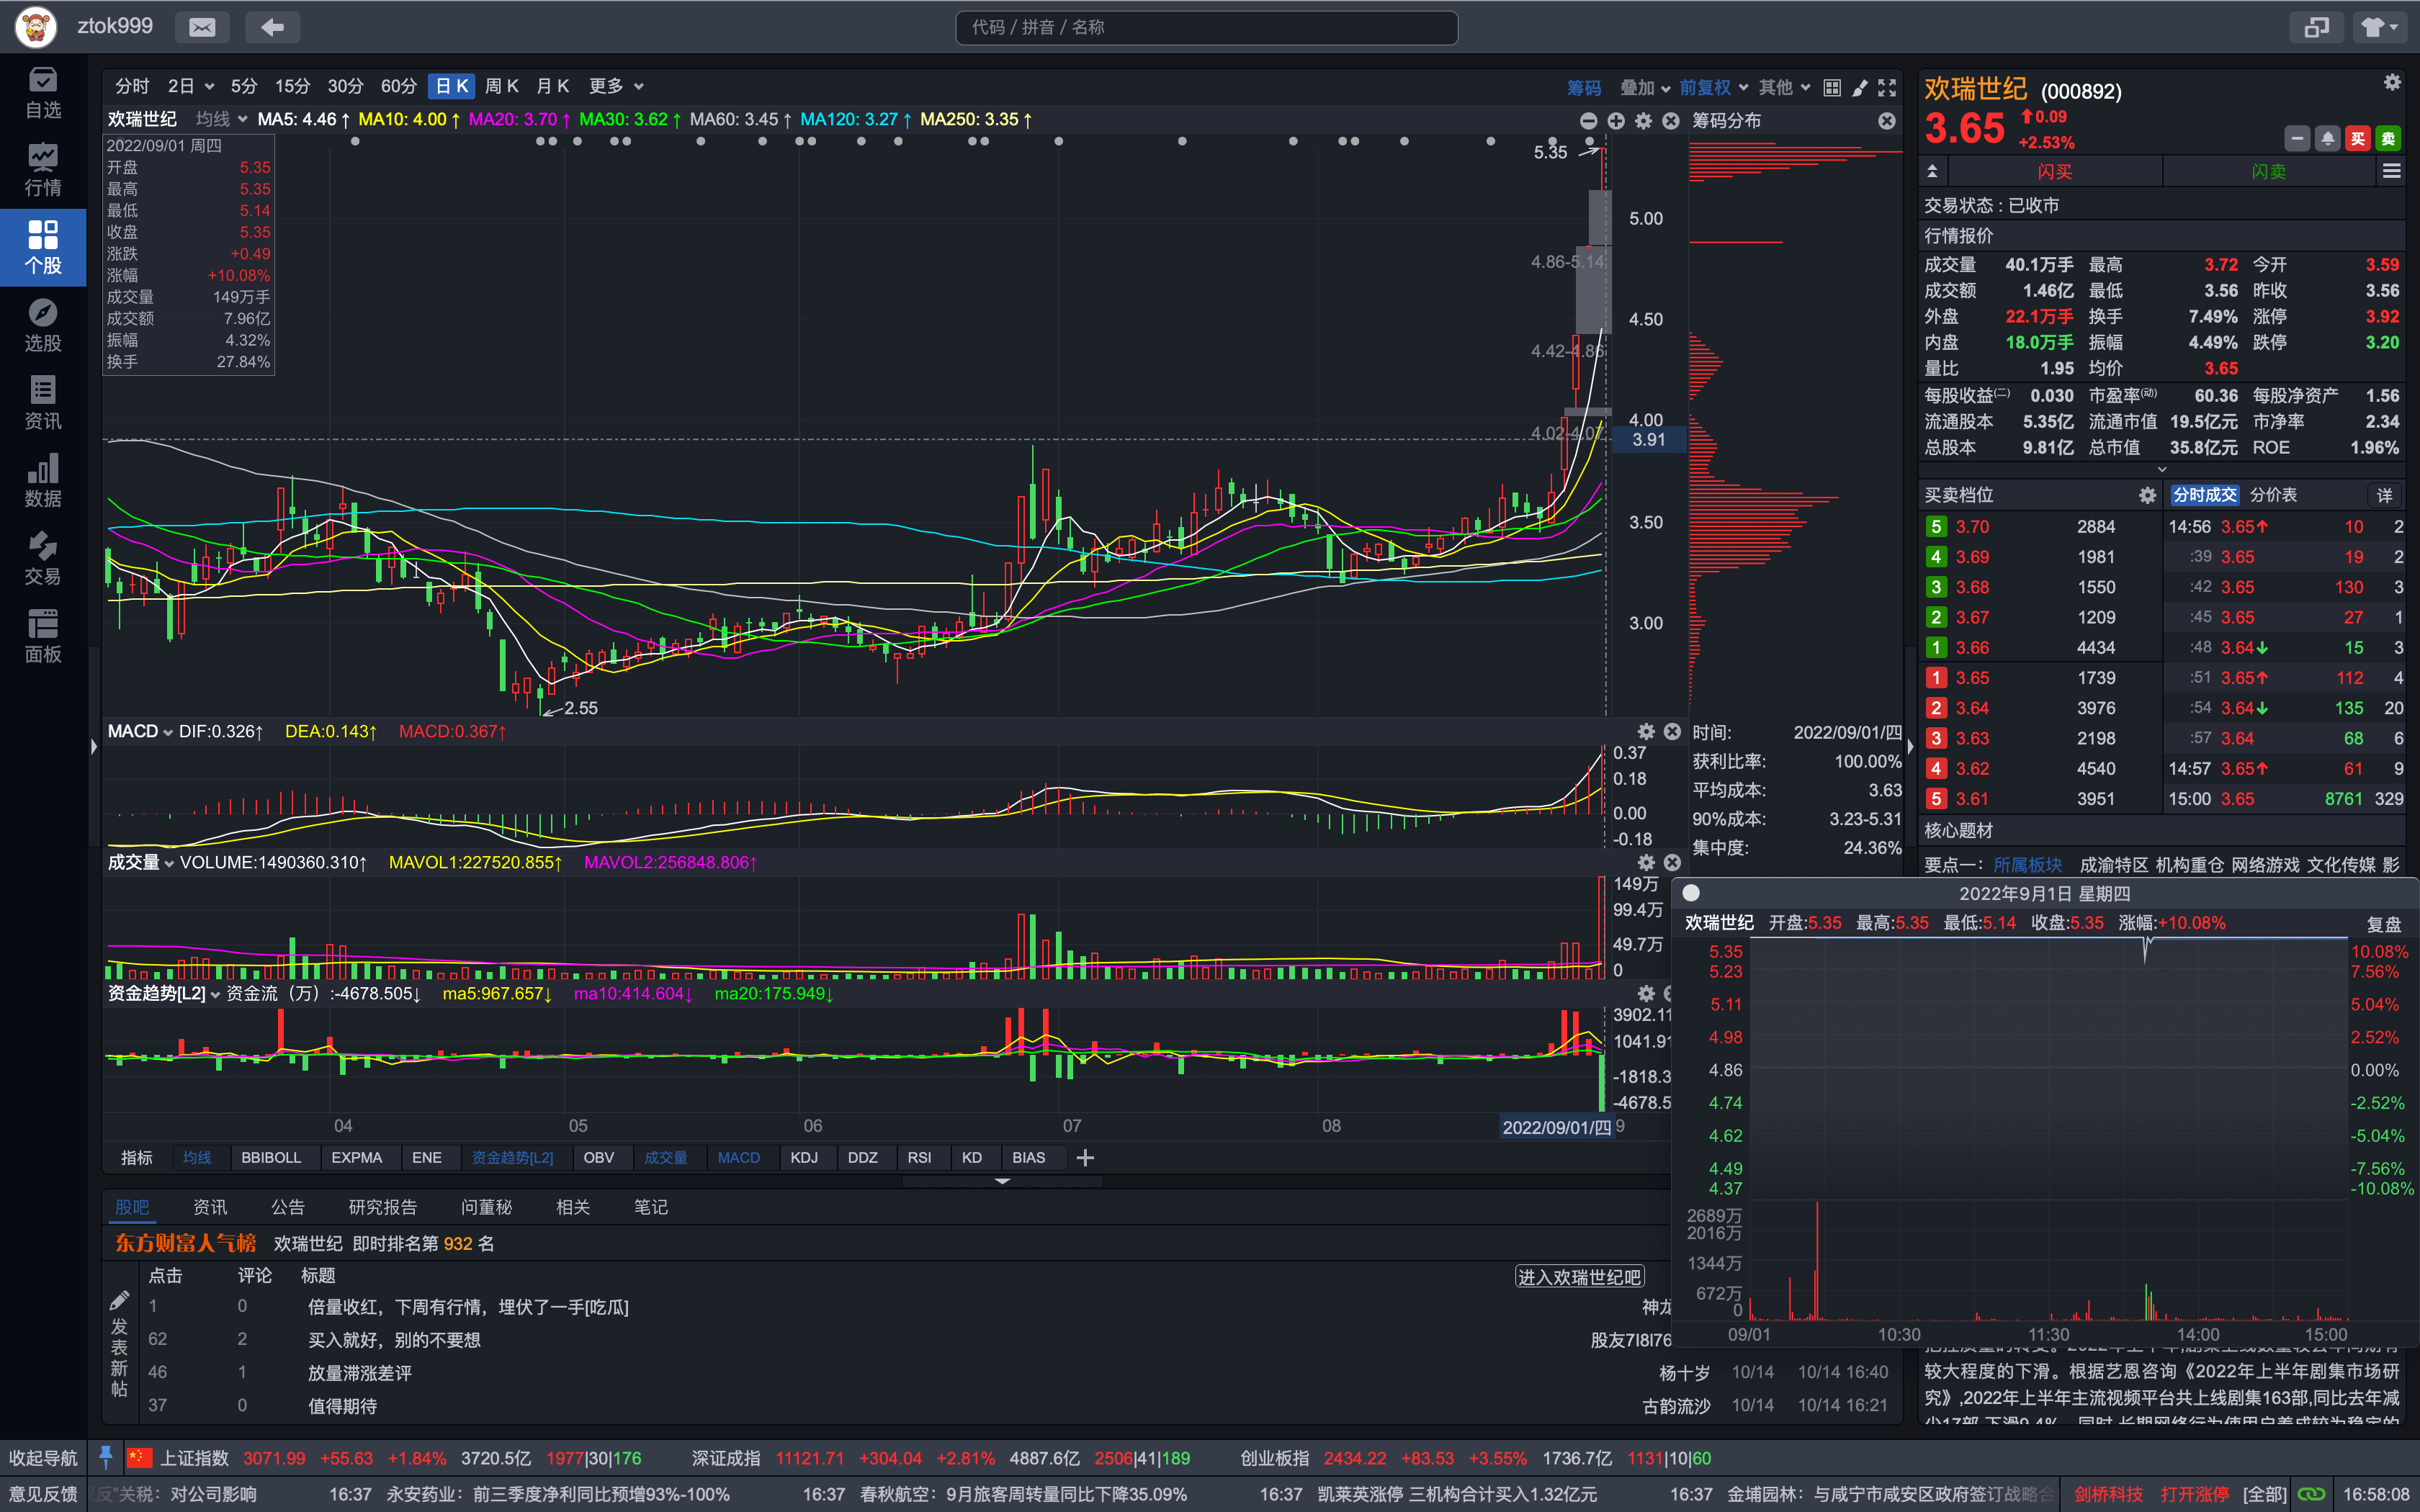 ztok999
代码 / 拼音 / 名称
自选
行情
个股
选股
资讯
数据
交易
面板
分时 2日 5分 15分 30分 60分 日K 周K 月K 更多 筹码 叠加 前复权 其他
欢瑞世纪 均线 MA5: 4.46↑ MA10: 4.00↑ MA20: 3.70↑ MA30: 3.62↑ MA60: 3.45↑ MA120: 3.27↑ MA250: 3.35↑
筹码分布
2022/09/01 周四
开盘 5.35
最高 5.35
最低 5.14
收盘 5.35
涨跌 +0.49
涨幅 +10.08%
成交量 149万手
成交额 7.96亿
振幅 4.32%
换手 27.84%
5.35
5.00
4.86-5.14
4.50
4.42-4.86
4.00
4.02-4.07
3.91
3.50
3.00
2.55
MACD DIF:0.326↑ DEA:0.143↑ MACD:0.367↑
0.37
0.18
0.00
-0.18
成交量 VOLUME:1490360.310↑ MAVOL1:227520.855↑ MAVOL2:256848.806↑
149万
99.4万
49.7万
0
资金趋势[L2] 资金流（万）:-4678.505↓ ma5:967.657↓ ma10:414.604↓ ma20:175.949↓
3902.11
1041.91
-1818.3
-4678.5
04 05 06 07 08 2022/09/01/四 9
时间: 2022/09/01/四
获利比率: 100.00%
平均成本: 3.63
90%成本: 3.23-5.31
集中度: 24.36%
指标 均线 BBIBOLL EXPMA ENE 资金趋势[L2] OBV 成交量 MACD KDJ DDZ RSI KD BIAS
股吧 资讯 公告 研究报告 问董秘 相关 笔记
东方财富人气榜 欢瑞世纪 即时排名第 932 名
点击 评论 标题 进入欢瑞世纪吧
发表新帖
1 0 倍量收红，下周有行情，埋伏了一手[吃瓜] 神龙
62 2 买入就好，别的不要想 股友7I8I76
46 1 放量滞涨差评 杨十岁 10/14 10/14 16:40
37 0 值得期待 古韵流沙 10/14 10/14 16:21
欢瑞世纪 (000892)
3.65 0.09
+2.53%
买 卖
闪买 闪卖
交易状态 : 已收市
行情报价
成交量 40.1万手 最高 3.72 今开 3.59
成交额 1.46亿 最低 3.56 昨收 3.56
外盘 22.1万手 换手 7.49% 涨停 3.92
内盘 18.0万手 振幅 4.49% 跌停 3.20
量比 1.95 均价 3.65
每股收益(二) 0.030 市盈率(动) 60.36 每股净资产 1.56
流通股本 5.35亿 流通市值 19.5亿元 市净率 2.34
总股本 9.81亿 总市值 35.8亿元 ROE 1.96%
买卖档位 分时成交 分价表 详
5 3.70 2884 14:56 3.65↑ 10 2
4 3.69 1981 :39 3.65 19 2
3 3.68 1550 :42 3.65 130 3
2 3.67 1209 :45 3.65 27 1
1 3.66 4434 :48 3.64↓ 15 3
1 3.65 1739 :51 3.65↑ 112 4
2 3.64 3976 :54 3.64↓ 135 20
3 3.63 2198 :57 3.64 68 6
4 3.62 4540 14:57 3.65↑ 61 9
5 3.61 3951 15:00 3.65 8761 329
核心题材
要点一： 所属板块 成渝特区 机构重仓 网络游戏 文化传媒 影
2022年9月1日 星期四
欢瑞世纪 开盘:5.35 最高:5.35 最低:5.14 收盘:5.35 涨幅:+10.08% 复盘
5.35 10.08%
5.23 7.56%
5.11 5.04%
4.98 2.52%
4.86 0.00%
4.74 -2.52%
4.62 -5.04%
4.49 -7.56%
4.37 -10.08%
2689万
2016万
1344万
672万
0
09/01 10:30 11:30 14:00 15:00
较大程度的下滑。根据艺恩咨询《2022年上半年剧集市场研
究》,2022年上半年主流视频平台共上线剧集163部,同比去年减
收起导航 上证指数 3071.99 +55.63 +1.84% 3720.5亿 1977|30|176 深证成指 11121.71 +304.04 +2.81% 4887.6亿 2506|41|189 创业板指 2434.22 +83.53 +3.55% 1736.7亿 1131|10|60
意见反馈 反"关税：对公司影响 16:37 永安药业：前三季度净利同比预增93%-100% 16:37 春秋航空：9月旅客周转量同比下降35.09% 16:37 凯莱英涨停 三机构合计买入1.32亿元 16:37 金埔园林：与咸宁市咸安区政府签订战略合 剑桥科技 打开涨停 [全部] 16:58:08